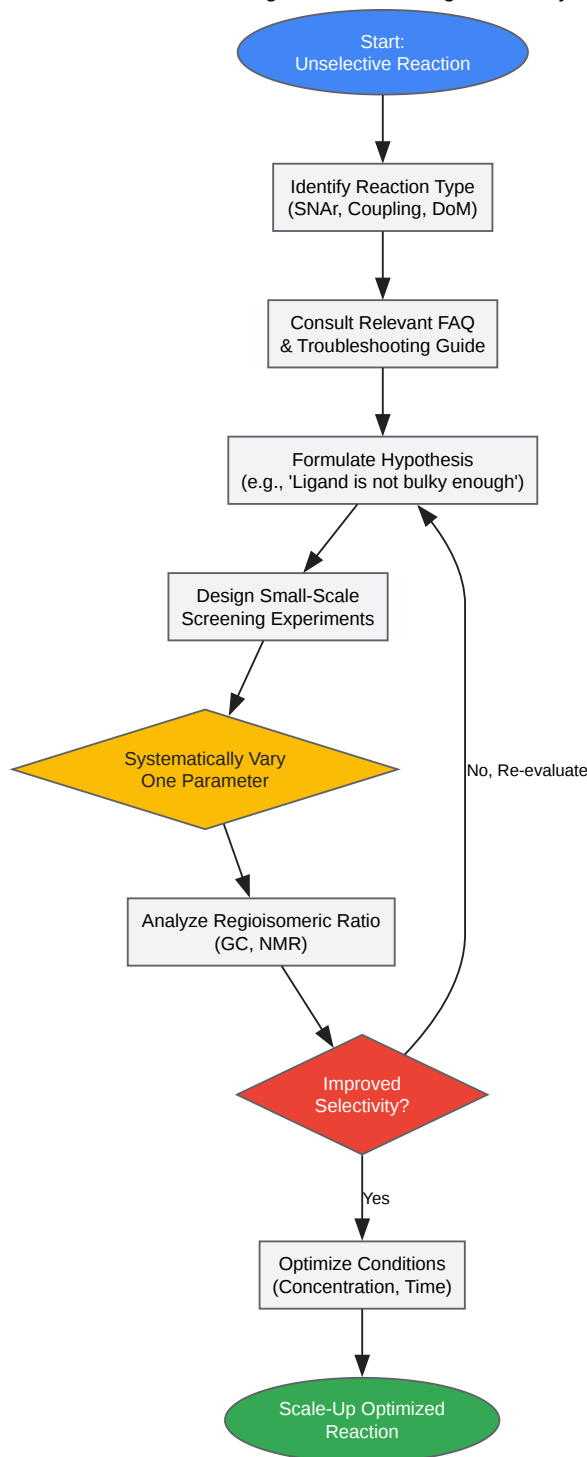 Start:
Unselective Reaction
Identify Reaction Type
(SNAr, Coupling, DoM)
Consult Relevant FAQ
& Troubleshooting Guide
Formulate Hypothesis
(e.g., 'Ligand is not bulky enough')
Design Small-Scale
Screening Experiments
Systematically Vary
One Parameter
No, Re-evaluate
Analyze Regioisomeric Ratio
(GC, NMR)
Improved
Selectivity?
Yes
Optimize Conditions
(Concentration, Time)
Scale-Up Optimized
Reaction